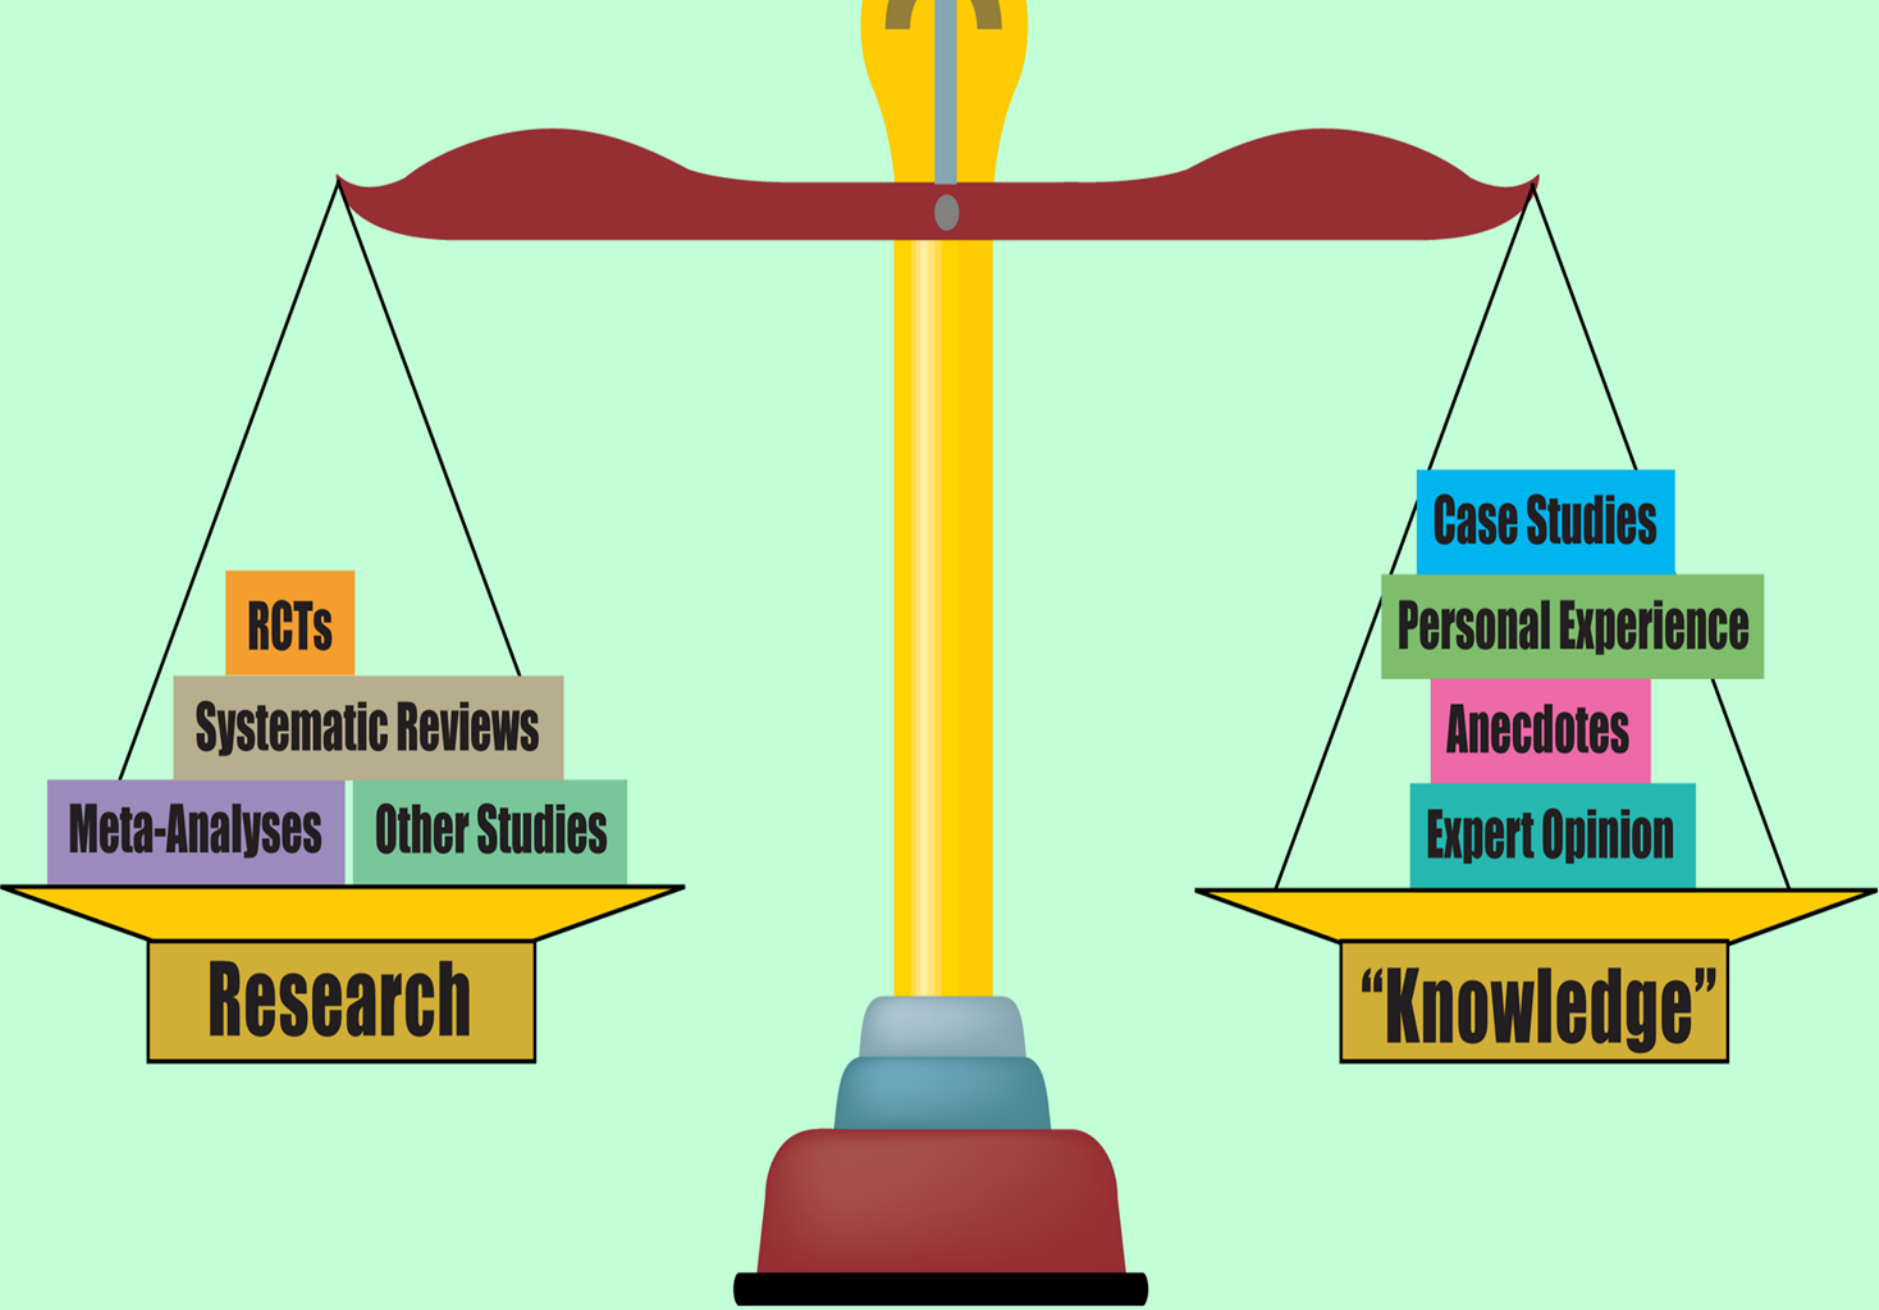 RCTs
Systematic Reviews
Meta-Analyses
Other Studies
Research
Case Studies
Personal Experience
Anecdotes
Expert Opinion
“Knowledge”